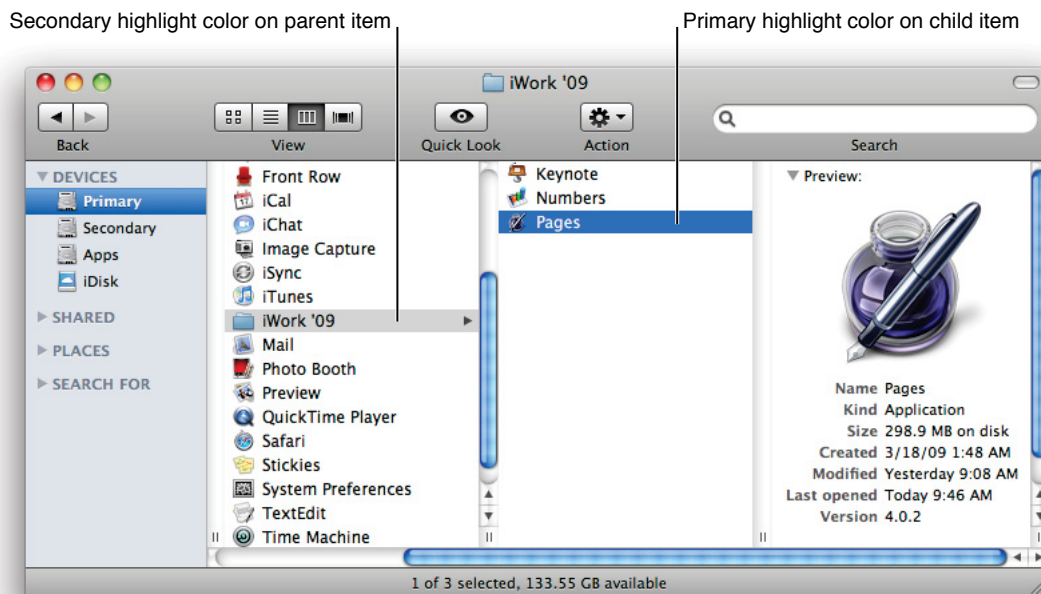 Secondary highlight color on parent item
Primary highlight color on child item
iWork '09
Back
View
Quick Look
Action
Search
DEVICES
Primary
Secondary
Apps
iDisk
SHARED
PLACES
SEARCH FOR
Front Row
iCal
iChat
Image Capture
iSync
iTunes
iWork '09
Mail
Photo Booth
Preview
QuickTime Player
Safari
Stickies
System Preferences
TextEdit
Time Machine
Keynote
Numbers
Pages
Preview:
Name Pages
Kind Application
Size 298.9 MB on disk
Created 3/18/09 1:48 AM
Modified Yesterday 9:08 AM
Last opened Today 9:46 AM
Version 4.0.2
1 of 3 selected, 133.55 GB available